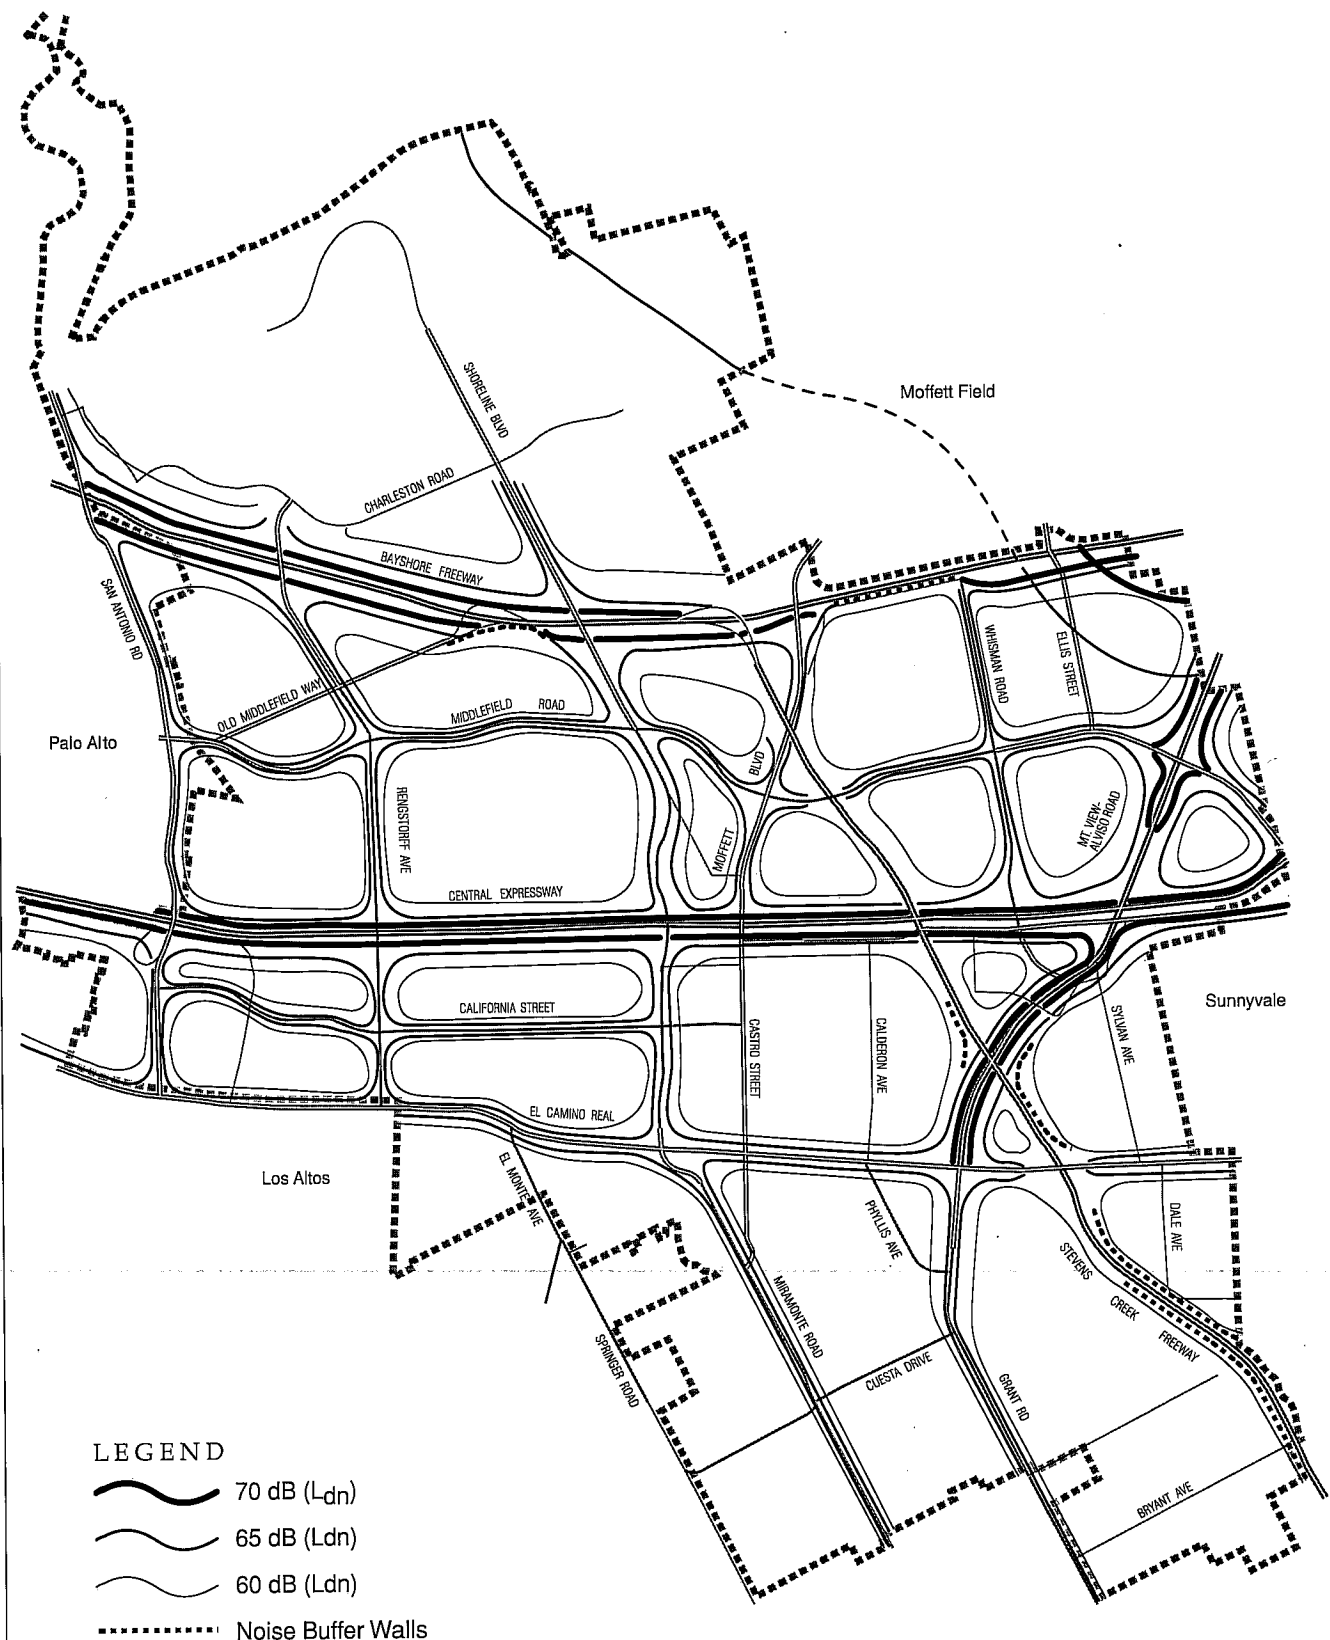 Moffett Field
SHORELINE BLVD
CHARLESTON ROAD
BAYSHORE FREEWAY
SAN ANTONIO RD
WHISMAN ROAD
ELLIS STREET
OLD MIDDLEFIELD WAY
MIDDLEFIELD ROAD
Palo Alto
BLVD
MOFFETT
RENGSTORFF AVE
MT. VIEW-
ALVISO ROAD
CENTRAL EXPRESSWAY
CALIFORNIA STREET
Sunnyvale
CASTRO STREET
CALDERON AVE
SYLVAN AVE
EL CAMINO REAL
Los Altos
EL MONTE AVE
PHYLLIS AVE
DALE AVE
STEVENS
CREEK
FREEWAY
MIRAMONTE ROAD
SPRINGER ROAD
CUESTA DRIVE
GRANT RD
BRYANT AVE
LEGEND
70 dB (Ldn)
65 dB (Ldn)
60 dB (Ldn)
Noise Buffer Walls